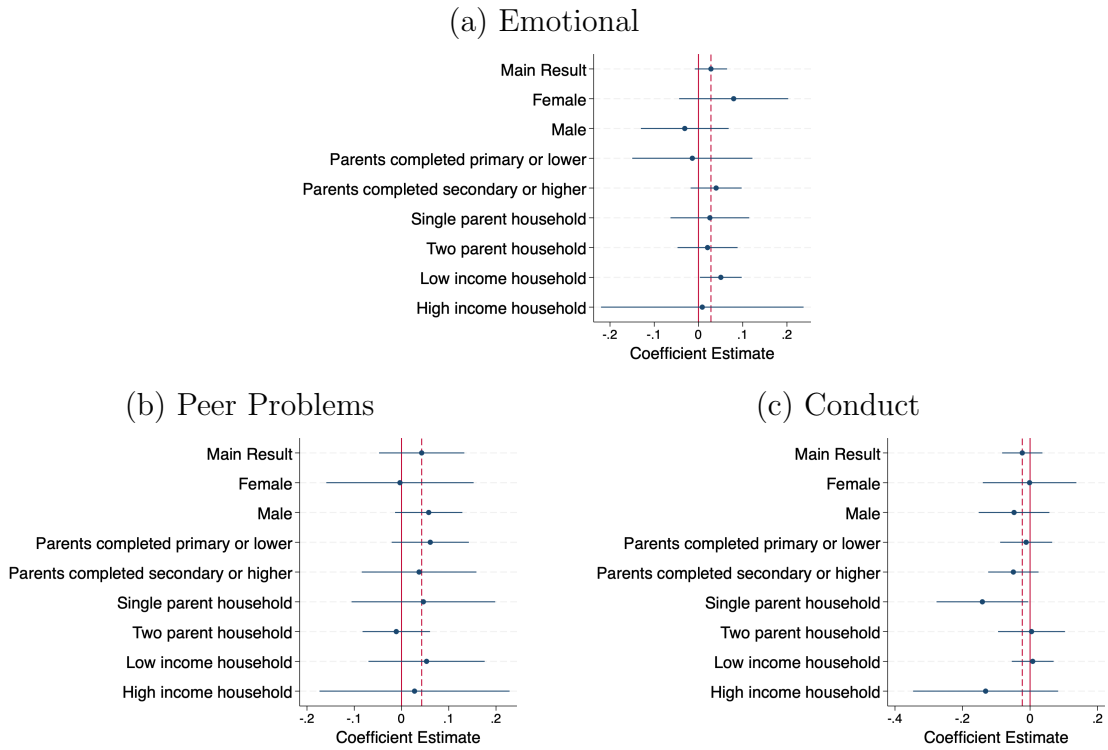 (a) Emotional
Main Result
Female
Male
Parents completed primary or lower
Parents completed secondary or higher
Single parent household
Two parent household
Low income household
High income household
-.2 -.1 0 .1 .2
Coefficient Estimate
(b) Peer Problems
Main Result
Female
Male
Parents completed primary or lower
Parents completed secondary or higher
Single parent household
Two parent household
Low income household
High income household
-.2 -.1 0 .1 .2
Coefficient Estimate
(c) Conduct
Main Result
Female
Male
Parents completed primary or lower
Parents completed secondary or higher
Single parent household
Two parent household
Low income household
High income household
-.4 -.2 0 .2
Coefficient Estimate